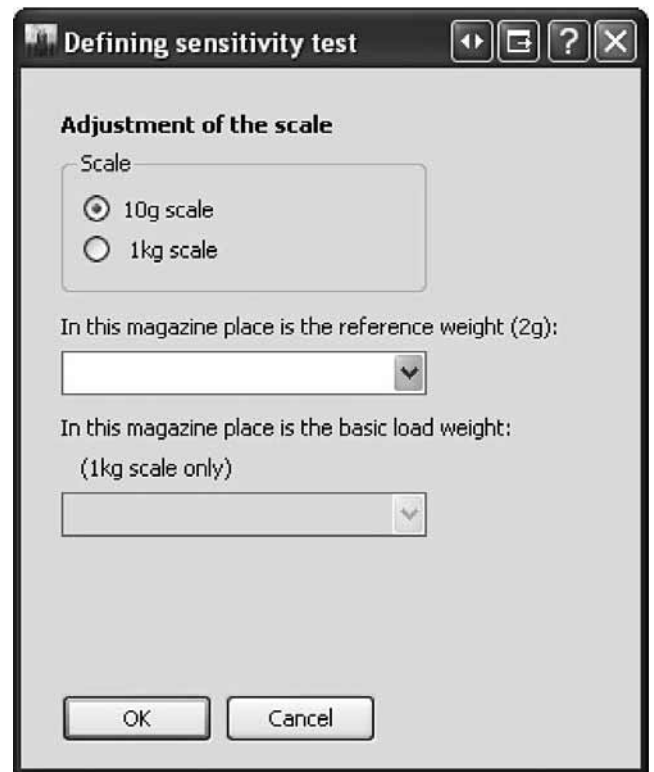 Defining sensitivity test
Adjustment of the scale
Scale
10g scale
1kg scale
In this magazine place is the reference weight (2g):
In this magazine place is the basic load weight:
(1kg scale only)
OK Cancel